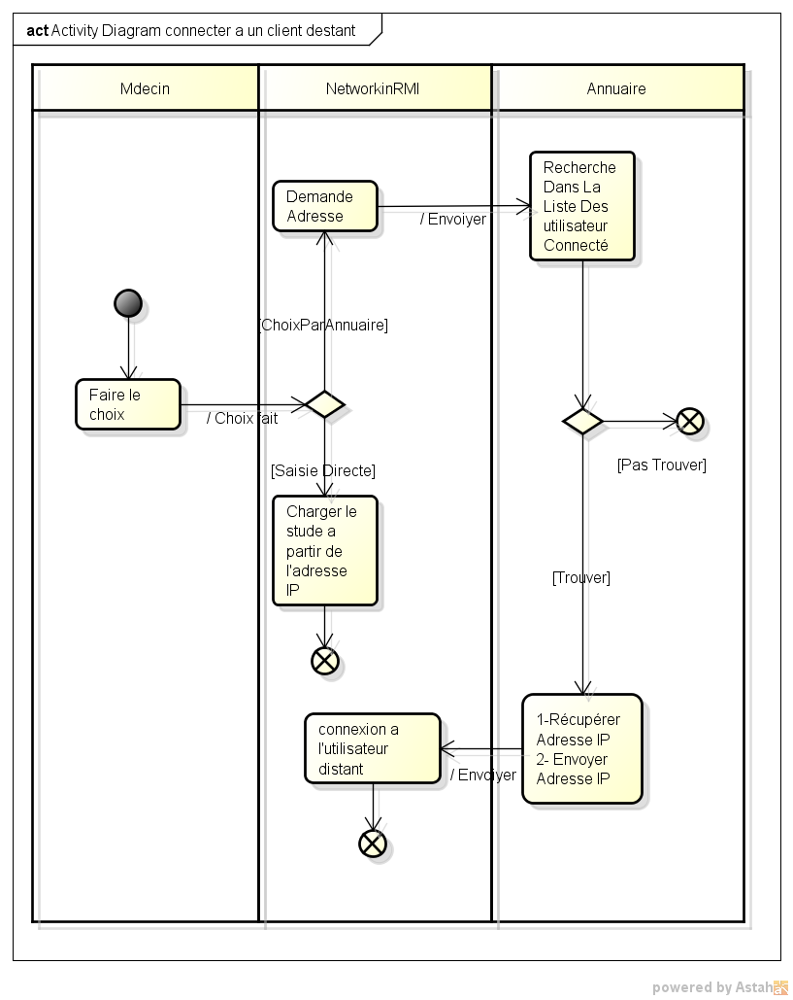 act Activity Diagram connecter a un client destant
Mdecin
NetworkinRMI
Annuaire
Demande
Adresse
/ Envoiyer
Recherche
Dans La
Liste Des
utilisateur
Connecté
[ChoixParAnnuaire]
Faire le
choix
/ Choix fait
[Saisie Directe]
[Pas Trouver]
Charger le
stude a
partir de
l'adresse
IP
[Trouver]
connexion a
l'utilisateur
distant
/ Envoiyer
1-Récupérer
Adresse IP
2- Envoyer
Adresse IP
powered by Astah